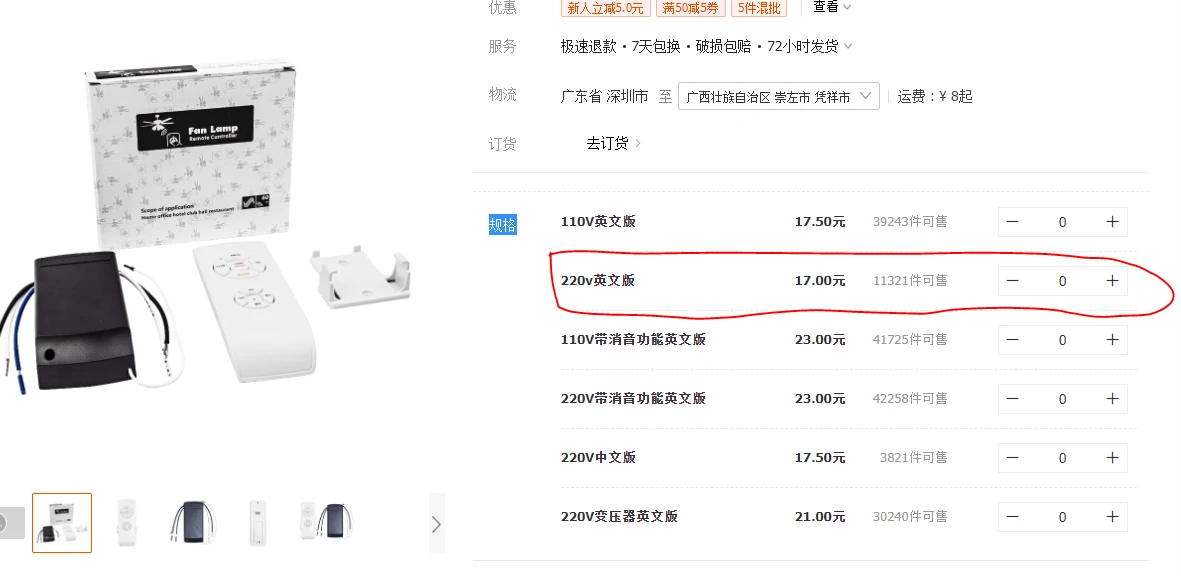 优惠 新人立减5.0元 满50减5券 5件混批 查看
服务 极速退款・7天包换・破损包赔・72小时发货
物流 广东省 深圳市 至 广西壮族自治区 崇左市 凭祥市 运费：¥ 8起
订货 去订货
Fan Lamp
Remote Controller
Scope of application
Home office hotel club hall restaurant
规格 110V英文版 17.50元 39243件可售 － 0 +
220v英文版 17.00元 11321件可售 － 0 +
110V带消音功能英文版 23.00元 41725件可售 － 0 +
220V带消音功能英文版 23.00元 42258件可售 － 0 +
220V中文版 17.50元 3821件可售 － 0 +
220V变压器英文版 21.00元 30240件可售 － 0 +